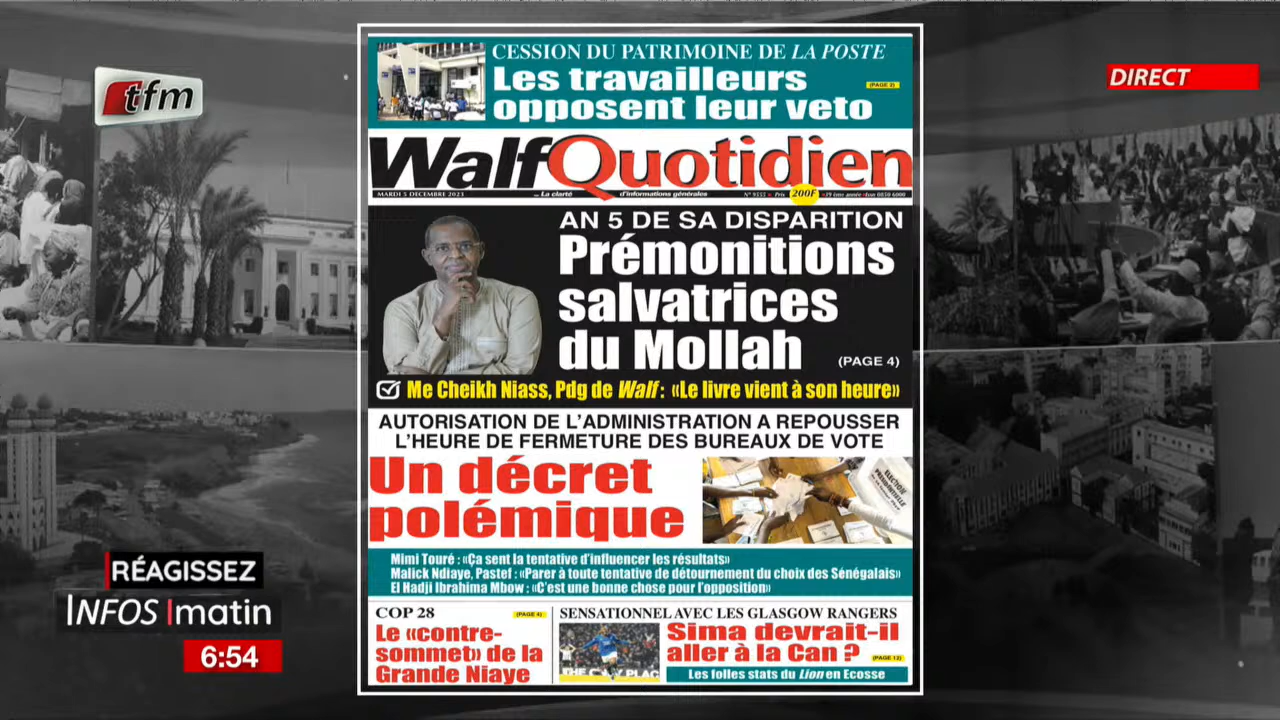 tfm
DIRECT
CESSION DU PATRIMOINE DE LA POSTE
Les travailleurs
opposent leur veto
(PAGE 2)
WalfQuotidien
MARDI 5 DECEMBRE 2023
... La clarté
d'informations générales
N° 9555
Prix
200F
ISSN 0850 6000
AN 5 DE SA DISPARITION
Prémonitions
salvatrices
du Mollah
(PAGE 4)
Me Cheikh Niass, Pdg de Walf : «Le livre vient à son heure»
AUTORISATION DE L'ADMINISTRATION A REPOUSSER
L'HEURE DE FERMETURE DES BUREAUX DE VOTE
Un décret
polémique
ELECTION
Mimi Touré : «Ça sent la tentative d'influencer les résultats»
Malick Ndiaye, Pastef : «Parer à toute tentative de détournement du choix des Sénégalais»
El Hadji Ibrahima Mbow : «C'est une bonne chose pour l'opposition»
COP 28
(PAGE 4)
Le «contre-
sommet» de la
Grande Niaye
SENSATIONNEL AVEC LES GLASGOW RANGERS
Sima devrait-il
aller à la Can ?
(PAGE 12)
Les folles stats du Lion en Ecosse
RÉAGISSEZ
INFOS matin
6:54